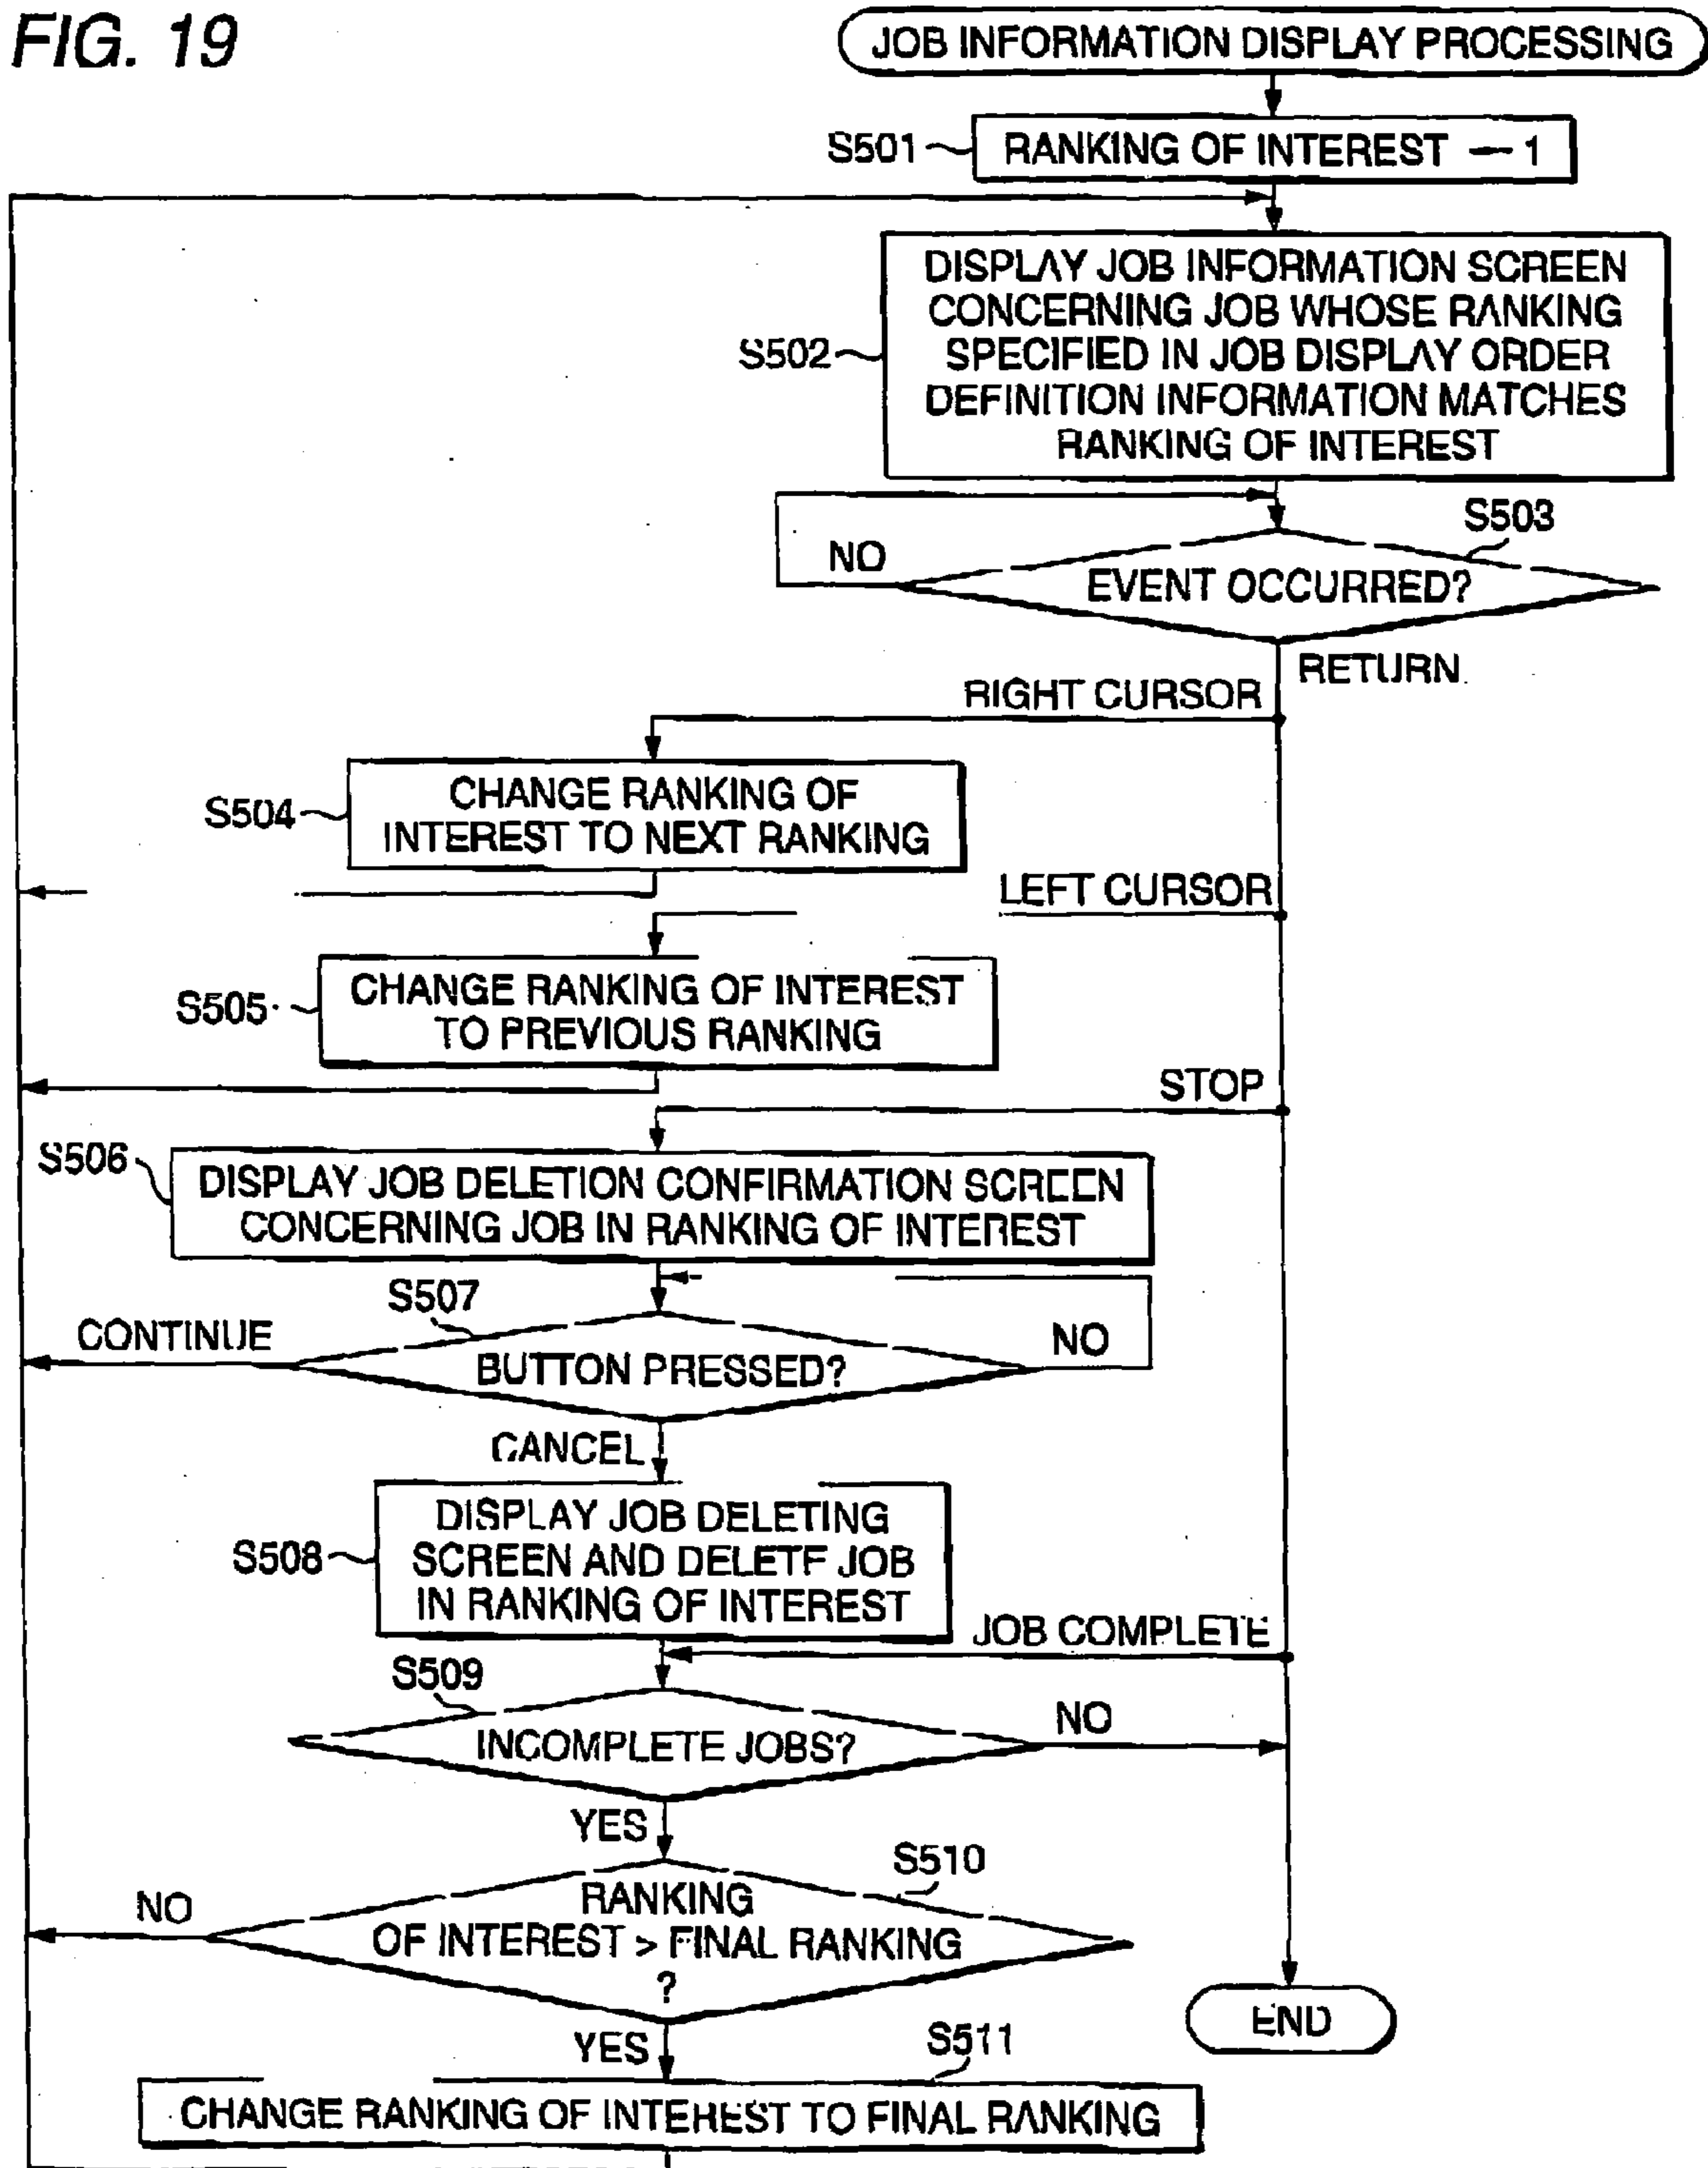 FIG. 19
JOB INFORMATION DISPLAY PROCESSING
S501
RANKING OF INTEREST — 1
S502
DISPLAY JOB INFORMATION SCREEN
CONCERNING JOB WHOSE RANKING
SPECIFIED IN JOB DISPLAY ORDER
DEFINITION INFORMATION MATCHES
RANKING OF INTEREST
S503
NO
EVENT OCCURRED?
RETURN
RIGHT CURSOR
S504
CHANGE RANKING OF
INTEREST TO NEXT RANKING
LEFT CURSOR
S505
CHANGE RANKING OF INTEREST
TO PREVIOUS RANKING
STOP
S506
DISPLAY JOB DELETION CONFIRMATION SCREEN
CONCERNING JOB IN RANKING OF INTEREST
S507
CONTINUE
NO
BUTTON PRESSED?
CANCEL
S508
DISPLAY JOB DELETING
SCREEN AND DELETE JOB
IN RANKING OF INTEREST
JOB COMPLETE
S509
NO
INCOMPLETE JOBS?
YES
S510
NO
RANKING
OF INTEREST > FINAL RANKING
?
END
YES
S511
CHANGE RANKING OF INTEREST TO FINAL RANKING